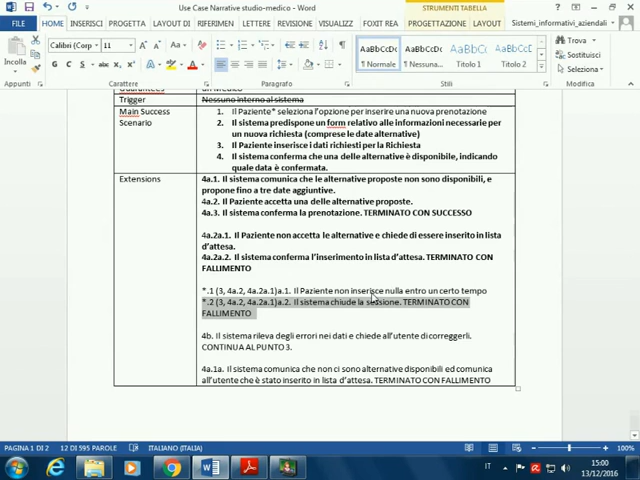 Use Case Narrative studio-medico - Word
STRUMENTI TABELLA
FILE HOME INSERISCI PROGETTA LAYOUT DI RIFERIMENTI LETTERE REVISIONE VISUALIZZ FOXIT REA PROGETTAZIONE LAYOUT Sistemi_informativi_aziendali
Incolla
Calibri (Corp 11
Trova
Sostituisci
Seleziona
AaBbCcDc AaBbCcDc AaBbCc AaBbCcD
¶ Normale ¶ Nessuna... Titolo 1 Titolo 2
Appunti Carattere Paragrafo Stili Modifica
Trigger Nessuno interno al sistema
Main Success Scenario
1. Il Paziente* seleziona l'opzione per inserire una nuova prenotazione
2. Il sistema predispone un form relativo alle informazioni necessarie per
un nuova richiesta (comprese le date alternative)
3. Il Paziente inserisce i dati richiesti per la Richiesta
4. Il sistema conferma che una delle alternative è disponibile, indicando
quale data è confermata.
Extensions
4a.1. Il sistema comunica che le alternative proposte non sono disponibili, e
propone fino a tre date aggiuntive.
4a.2. Il Paziente accetta una delle alternative proposte.
4a.3. Il sistema conferma la prenotazione. TERMINATO CON SUCCESSO
4a.2a.1. Il Paziente non accetta le alternative e chiede di essere inserito in lista
d'attesa.
4a.2a.2. Il sistema conferma l'inserimento in lista d'attesa. TERMINATO CON
FALLIMENTO
*.1 (3, 4a.2, 4a.2a.1)a.1. Il Paziente non inserisce nulla entro un certo tempo
*.2 (3, 4a.2, 4a.2a.1)a.2. Il sistema chiude la sessione. TERMINATO CON
FALLIMENTO
4b. Il sistema rileva degli errori nei dati e chiede all'utente di correggerli.
CONTINUA AL PUNTO 3.
4a.1a. Il sistema comunica che non ci sono alternative disponibili ed comunica
all'utente che è stato inserito in lista d'attesa. TERMINATO CON FALLIMENTO
PAGINA 1 DI 2 12 DI 595 PAROLE ITALIANO (ITALIA) 100%
IT 15:00
13/12/2016